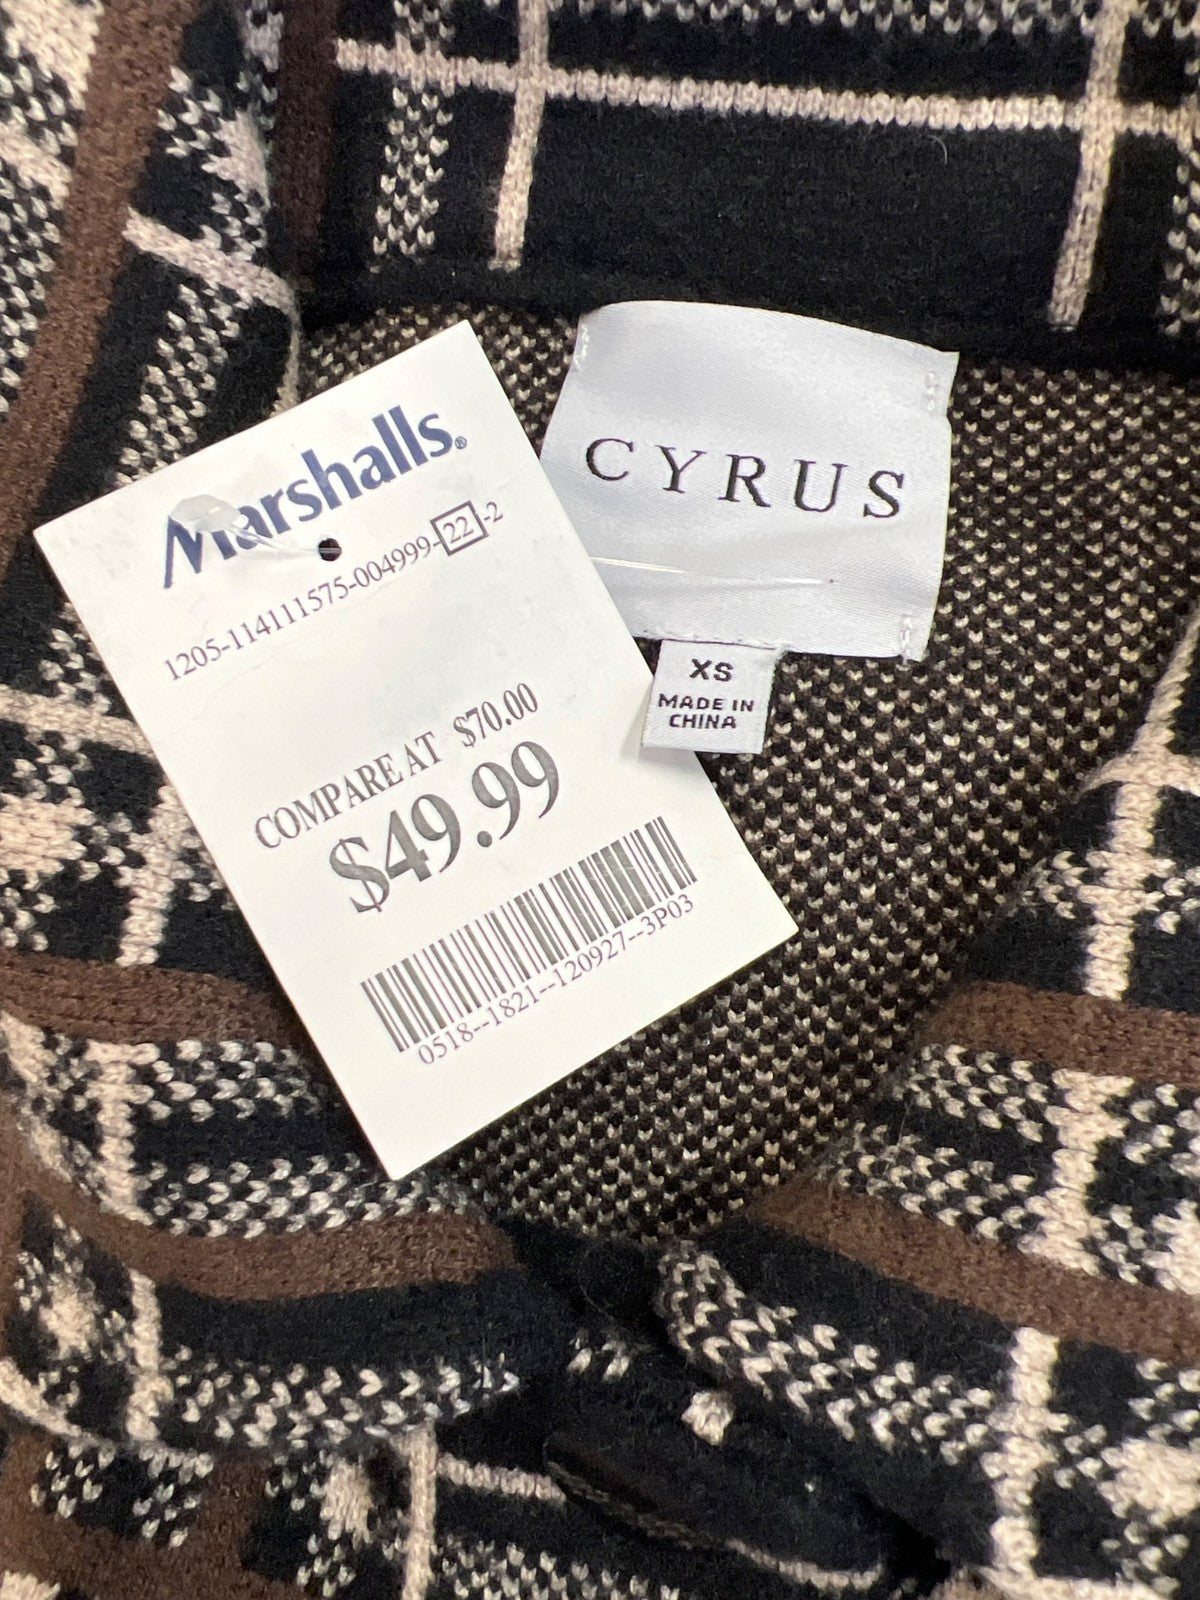 Marshalls®
1205-114111575-004999-22-2
COMPARE AT $70.00
$49.99
0518--1821--120927--3P03
CYRUS
XS
MADE IN
CHINA